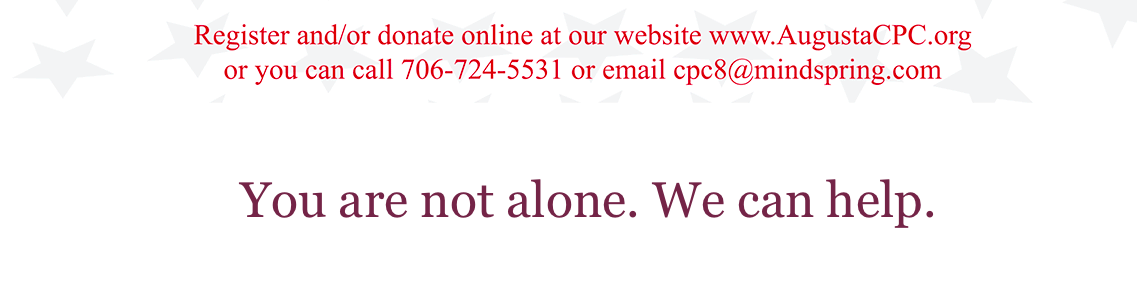 Register and/or donate online at our website www.AugustaCPC.org
or you can call 706-724-5531 or email cpc8@mindspring.com
You are not alone. We can help.